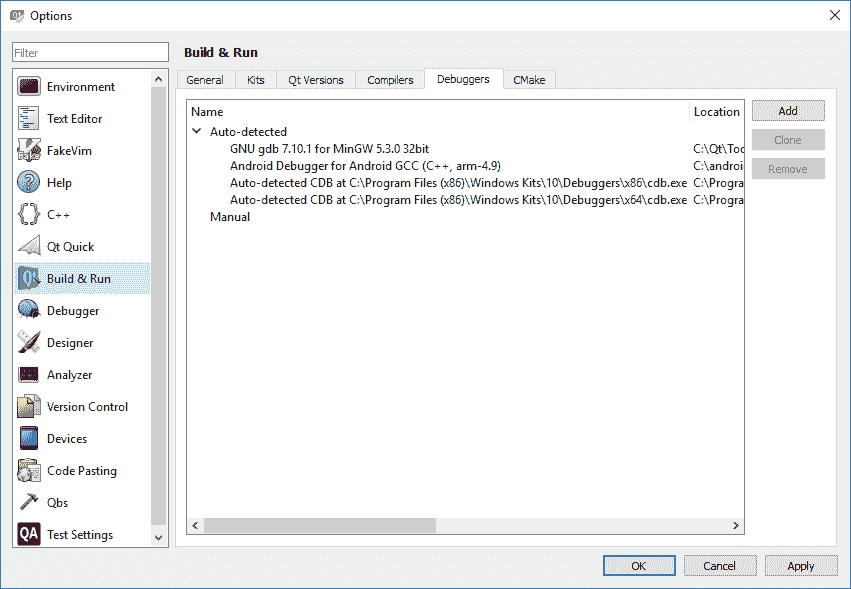 Options
Filter
Environment
Text Editor
FakeVim
Help
C++
Qt Quick
Build & Run
Debugger
Designer
Analyzer
Version Control
Devices
Code Pasting
Qbs
QA Test Settings
Build & Run
General Kits Qt Versions Compilers Debuggers CMake
Name Location
Auto-detected
GNU gdb 7.10.1 for MinGW 5.3.0 32bit C:\Qt\Too
Android Debugger for Android GCC (C++, arm-4.9) C:\androi
Auto-detected CDB at C:\Program Files (x86)\Windows Kits\10\Debuggers\x86\cdb.exe C:\Progra
Auto-detected CDB at C:\Program Files (x86)\Windows Kits\10\Debuggers\x64\cdb.exe C:\Progra
Manual
Add
Clone
Remove
OK Cancel Apply